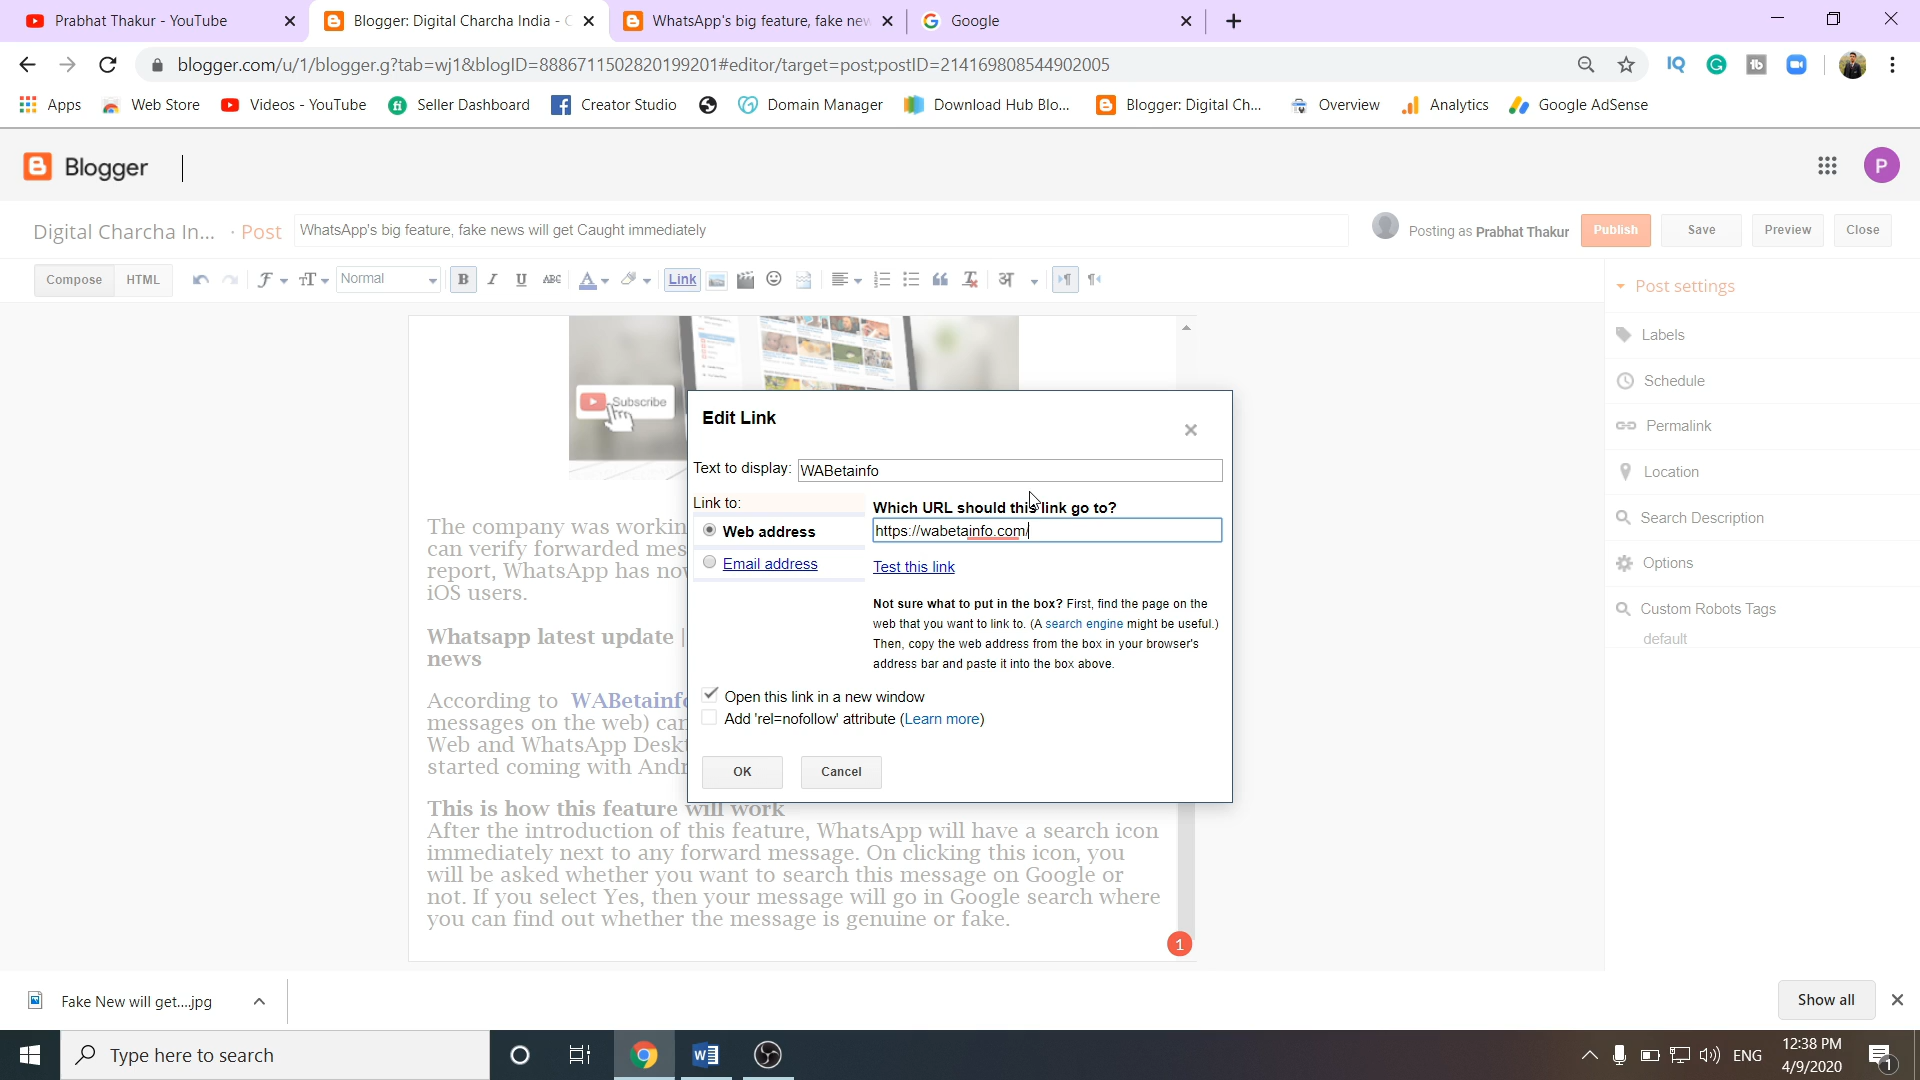 Prabhat Thakur - YouTube
Blogger: Digital Charcha India -
WhatsApp's big feature, fake nev
Google
blogger.com/u/1/blogger.g?tab=wj1&blogID=8886711502820199201#editor/target=post;postID=214169808544902005
Apps
Web Store
Videos - YouTube
Seller Dashboard
Creator Studio
Domain Manager
Download Hub Blo...
Blogger: Digital Ch...
Overview
Analytics
Google AdSense
Blogger
P
Digital Charcha In... · Post
WhatsApp's big feature, fake news will get Caught immediately
Posting as Prabhat Thakur
Publish
Save
Preview
Close
Compose
HTML
Normal
B I U ABC
Link
अ
Post settings
Labels
Schedule
Permalink
Location
Search Description
Options
Custom Robots Tags
default
Subscribe
The company was workin
can verify forwarded mes
report, WhatsApp has nov
iOS users.
Whatsapp latest update |
news
According to WABetainfo
messages on the web) can
Web and WhatsApp Deskt
started coming with Andr
This is how this feature will work
After the introduction of this feature, WhatsApp will have a search icon
immediately next to any forward message. On clicking this icon, you
will be asked whether you want to search this message on Google or
not. If you select Yes, then your message will go in Google search where
you can find out whether the message is genuine or fake.
1
Edit Link
Text to display: WABetainfo
Link to:
Web address
Email address
Which URL should this link go to?
https://wabetainfo.com/
Test this link
Not sure what to put in the box? First, find the page on the
web that you want to link to. (A search engine might be useful.)
Then, copy the web address from the box in your browser's
address bar and paste it into the box above.
Open this link in a new window
Add 'rel=nofollow' attribute (Learn more)
OK
Cancel
Fake New will get....jpg
Show all
Type here to search
ENG
12:38 PM
4/9/2020
1